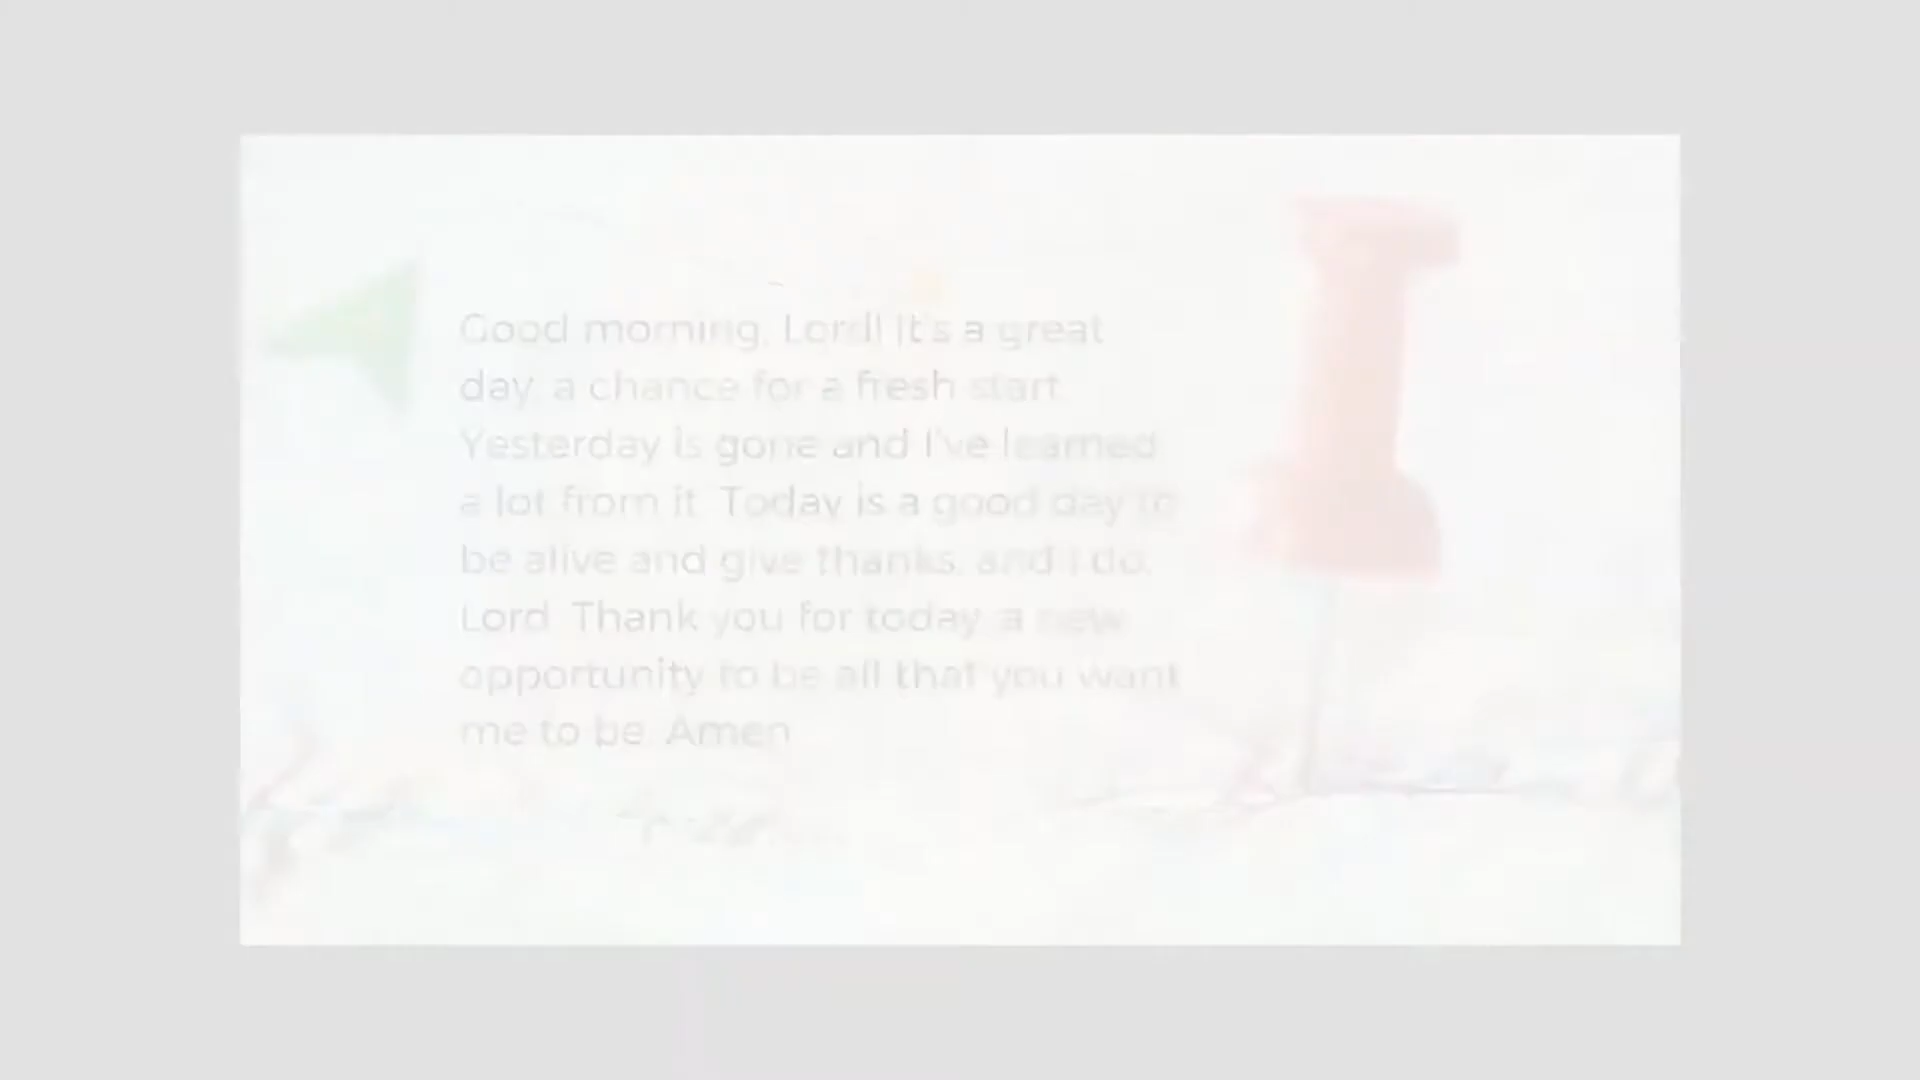 Good morning, Lord! It's a great
day, a chance for a fresh start.
Yesterday is gone and I've learned
a lot from it. Today is a good day to
be alive and give thanks, and I do,
Lord. Thank you for today, a new
opportunity to be all that you want
me to be. Amen